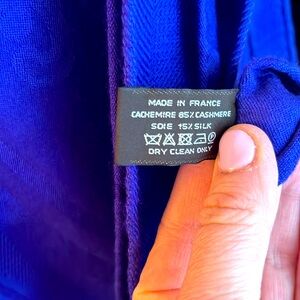 MADE IN FRANCE
CACHEMIRE 85% CASHMERE
SOIE 15% SILK
DRY CLEAN ONLY